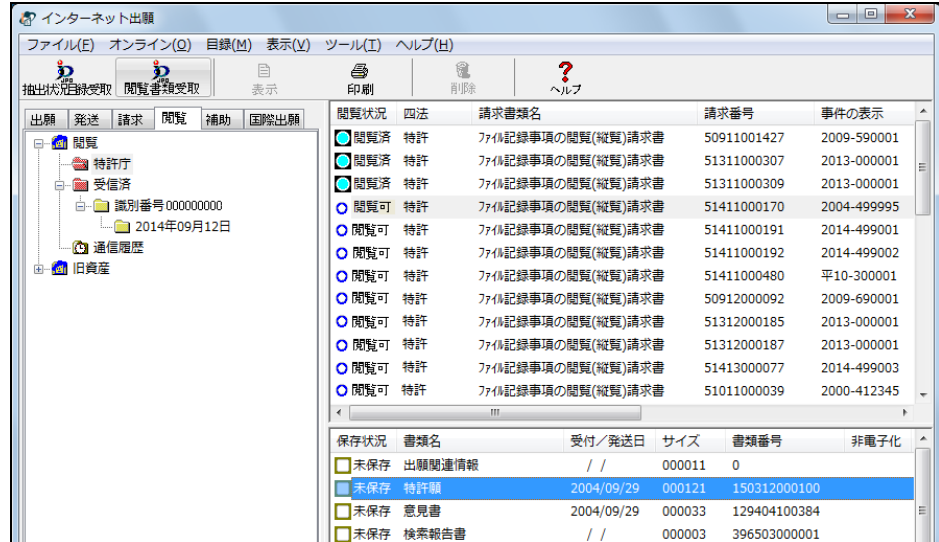 インターネット出願
ファイル(F) オンライン(O) 目録(M) 表示(V) ツール(T) ヘルプ(H)
抽出状況目録受取 閲覧書類受取 表示 印刷 削除 ヘルプ
出願 発送 請求 閲覧 補助 国際出願
閲覧
特許庁
受信済
識別番号000000000
2014年09月12日
通信履歴
旧資産
閲覧状況 四法 請求書類名 請求番号 事件の表示
閲覧済 特許 ファイル記録事項の閲覧(縦覧)請求書 50911001427 2009-590001
閲覧済 特許 ファイル記録事項の閲覧(縦覧)請求書 51311000307 2013-000001
閲覧済 特許 ファイル記録事項の閲覧(縦覧)請求書 51311000309 2013-000001
閲覧可 特許 ファイル記録事項の閲覧(縦覧)請求書 51411000170 2004-499995
閲覧可 特許 ファイル記録事項の閲覧(縦覧)請求書 51411000191 2014-499001
閲覧可 特許 ファイル記録事項の閲覧(縦覧)請求書 51411000192 2014-499002
閲覧可 特許 ファイル記録事項の閲覧(縦覧)請求書 51411000480 平10-300001
閲覧可 特許 ファイル記録事項の閲覧(縦覧)請求書 50912000092 2009-690001
閲覧可 特許 ファイル記録事項の閲覧(縦覧)請求書 51312000185 2013-000001
閲覧可 特許 ファイル記録事項の閲覧(縦覧)請求書 51312000187 2013-000001
閲覧可 特許 ファイル記録事項の閲覧(縦覧)請求書 51413000077 2014-499003
閲覧可 特許 ファイル記録事項の閲覧(縦覧)請求書 51011000039 2000-412345
保存状況 書類名 受付／発送日 サイズ 書類番号 非電子化
未保存 出願関連情報 / / 000011 0
未保存 特許願 2004/09/29 000121 150312000100
未保存 意見書 2004/09/29 000033 129404100384
未保存 検索報告書 / / 000003 396503000001